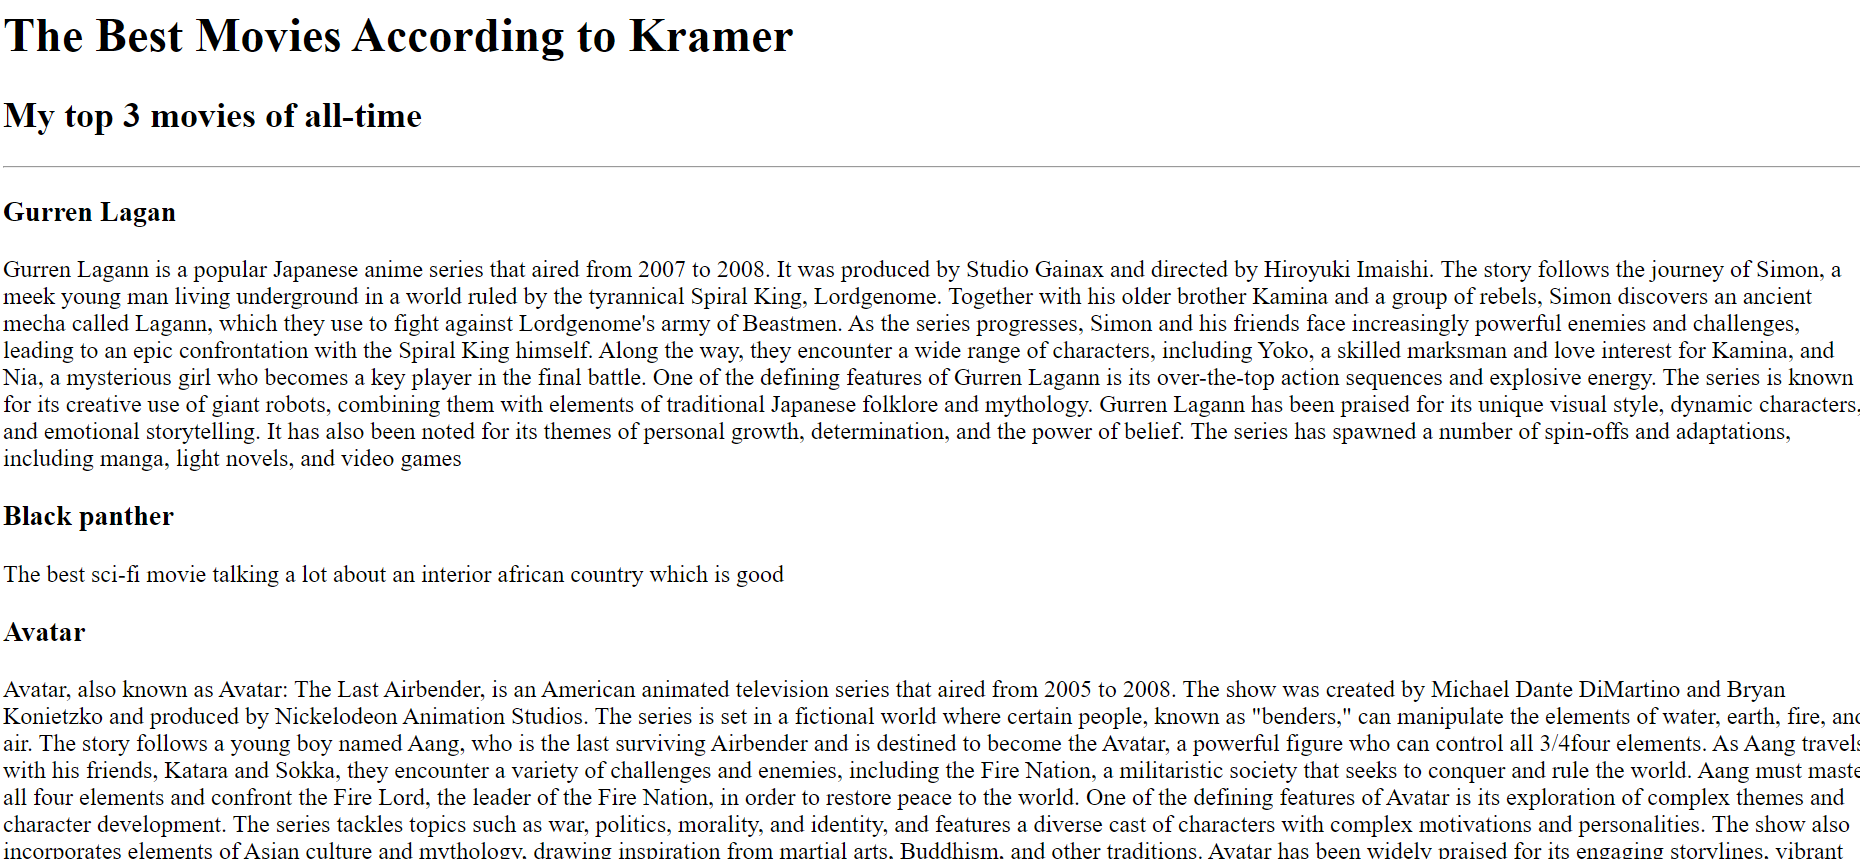 The Best Movies According to Kramer
My top 3 movies of all-time
Gurren Lagan
Gurren Lagann is a popular Japanese anime series that aired from 2007 to 2008. It was produced by Studio Gainax and directed by Hiroyuki Imaishi. The story follows the journey of Simon, a
meek young man living underground in a world ruled by the tyrannical Spiral King, Lordgenome. Together with his older brother Kamina and a group of rebels, Simon discovers an ancient
mecha called Lagann, which they use to fight against Lordgenome's army of Beastmen. As the series progresses, Simon and his friends face increasingly powerful enemies and challenges,
leading to an epic confrontation with the Spiral King himself. Along the way, they encounter a wide range of characters, including Yoko, a skilled marksman and love interest for Kamina, and
Nia, a mysterious girl who becomes a key player in the final battle. One of the defining features of Gurren Lagann is its over-the-top action sequences and explosive energy. The series is known
for its creative use of giant robots, combining them with elements of traditional Japanese folklore and mythology. Gurren Lagann has been praised for its unique visual style, dynamic characters,
and emotional storytelling. It has also been noted for its themes of personal growth, determination, and the power of belief. The series has spawned a number of spin-offs and adaptations,
including manga, light novels, and video games
Black panther
The best sci-fi movie talking a lot about an interior african country which is good
Avatar
Avatar, also known as Avatar: The Last Airbender, is an American animated television series that aired from 2005 to 2008. The show was created by Michael Dante DiMartino and Bryan
Konietzko and produced by Nickelodeon Animation Studios. The series is set in a fictional world where certain people, known as "benders," can manipulate the elements of water, earth, fire, and
air. The story follows a young boy named Aang, who is the last surviving Airbender and is destined to become the Avatar, a powerful figure who can control all 3/4four elements. As Aang travels
with his friends, Katara and Sokka, they encounter a variety of challenges and enemies, including the Fire Nation, a militaristic society that seeks to conquer and rule the world. Aang must maste
all four elements and confront the Fire Lord, the leader of the Fire Nation, in order to restore peace to the world. One of the defining features of Avatar is its exploration of complex themes and
character development. The series tackles topics such as war, politics, morality, and identity, and features a diverse cast of characters with complex motivations and personalities. The show also
incorporates elements of Asian culture and mythology, drawing inspiration from martial arts, Buddhism, and other traditions. Avatar has been widely praised for its engaging storylines, vibrant